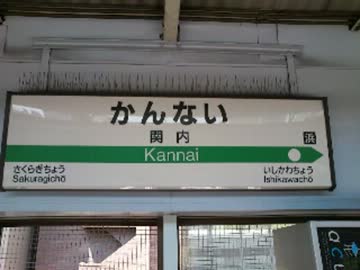 かんない
関内
浜
Kannai
さくらぎちょう
いしかわちょう
Sakuragichō
Ishikawachō